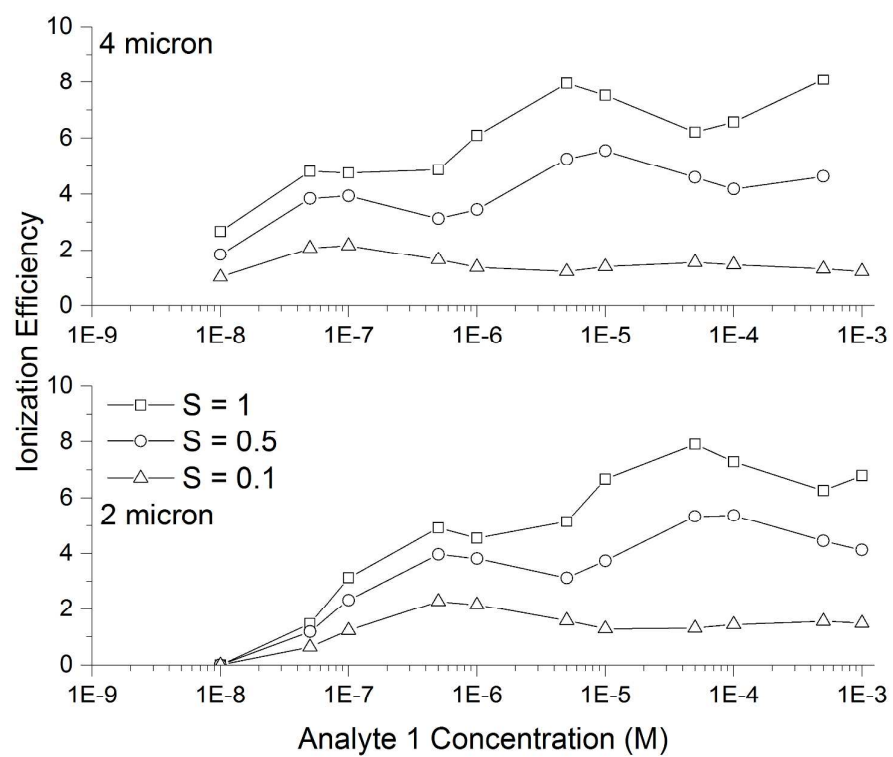 10
4 micron
8
6
4
2
0
1E-9 1E-8 1E-7 1E-6 1E-5 1E-4 1E-3
Ionization Efficiency
10
S = 1
8
S = 0.5
S = 0.1
6
2 micron
4
2
0
1E-9 1E-8 1E-7 1E-6 1E-5 1E-4 1E-3
Analyte 1 Concentration (M)